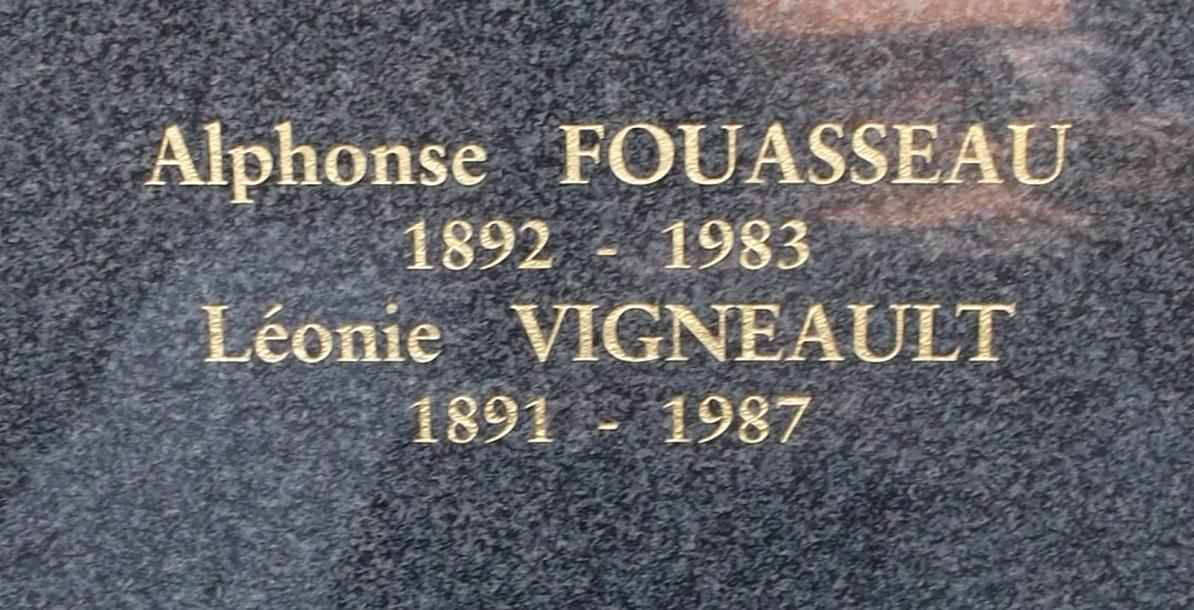 Alphonse FOUASSEAU
1892 - 1983
Léonie VIGNEAULT
1891 - 1987